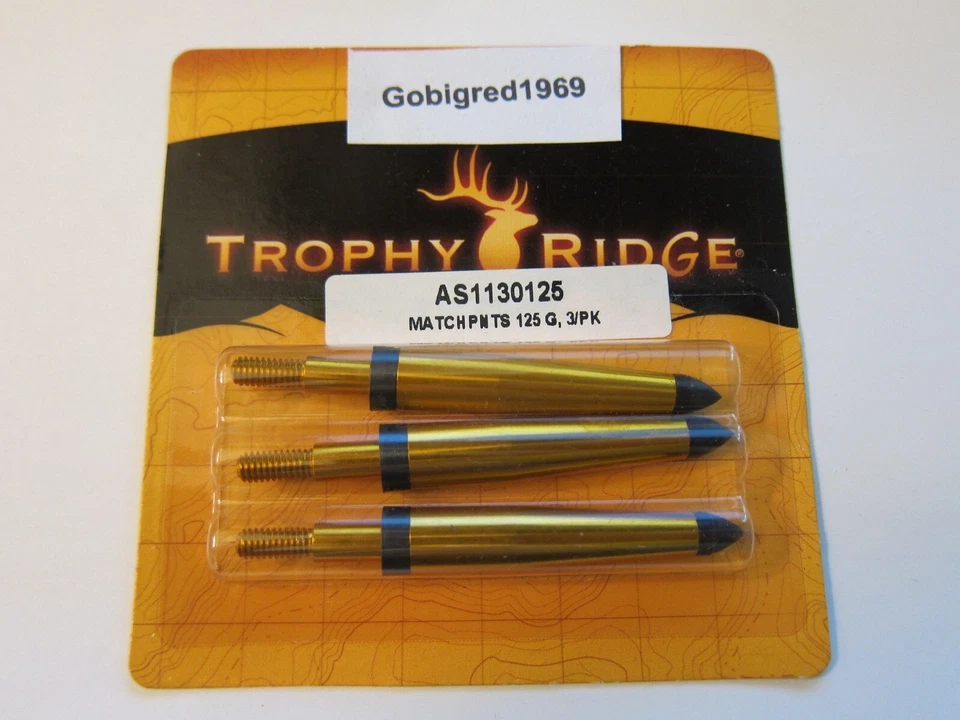 Gobigred1969
TROPHY RIDGE®
AS1130125
MATCHPNTS 125 G, 3/PK